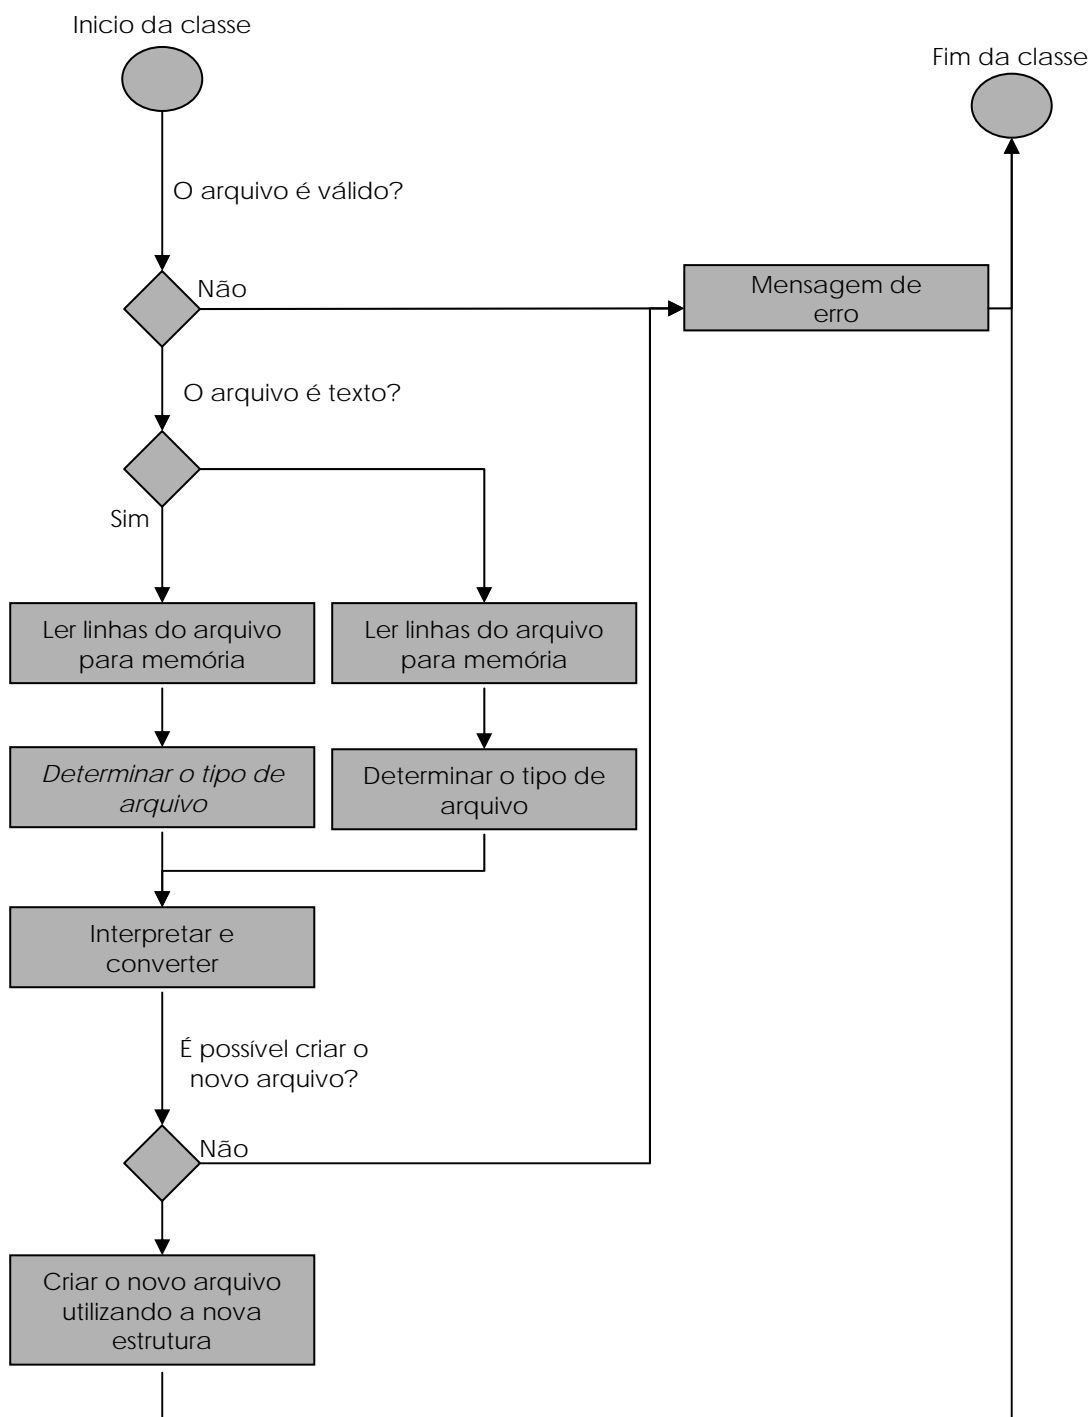 Inicio da classe
Fim da classe
O arquivo é válido?
Não
Mensagem de
erro
O arquivo é texto?
Sim
Ler linhas do arquivo
para memória
Ler linhas do arquivo
para memória
Determinar o tipo de
arquivo
Determinar o tipo de
arquivo
Interpretar e
converter
É possível criar o
novo arquivo?
Não
Criar o novo arquivo
utilizando a nova
estrutura